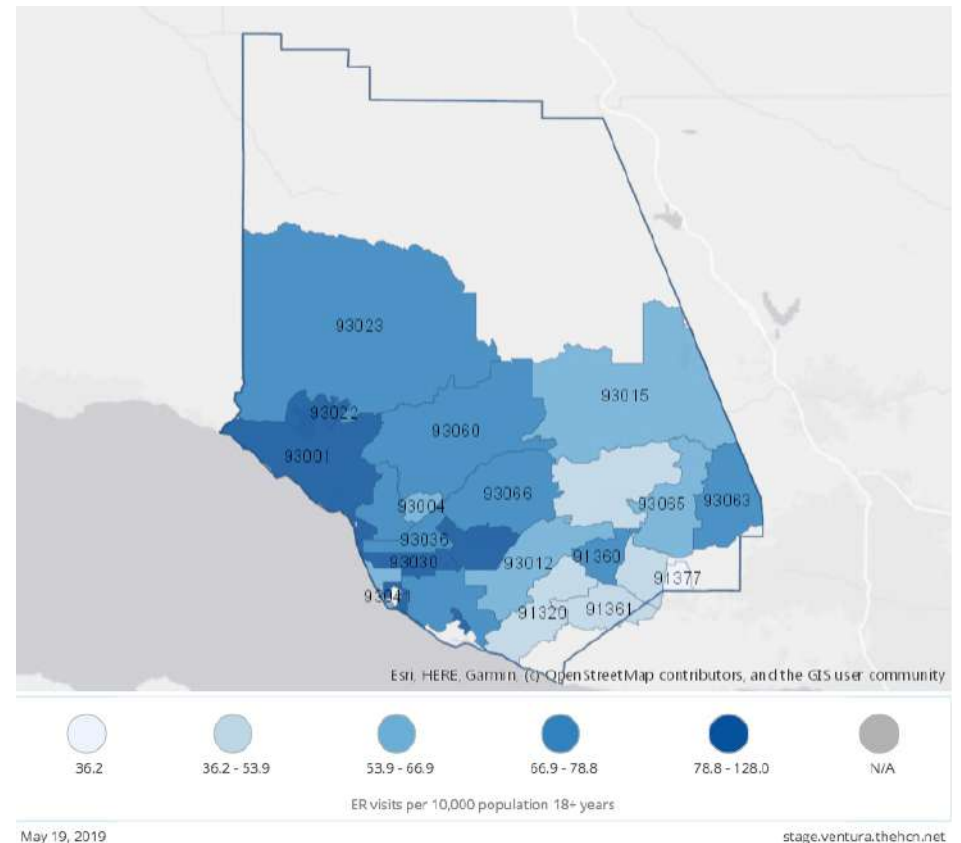 93023
93015
93022
93060
93001
93066
93004
93065
93063
93036
93030
93012
91360
91377
93041
91320
91361
Esri, HERE, Garmin, (c) OpenStreetMap contributors, and the GIS user community
36.2
36.2 - 53.9
53.9 - 66.9
66.9 - 78.8
78.8 - 128.0
N/A
ER visits per 10,000 population 18+ years
May 19, 2019
stage.ventura.thehcn.net